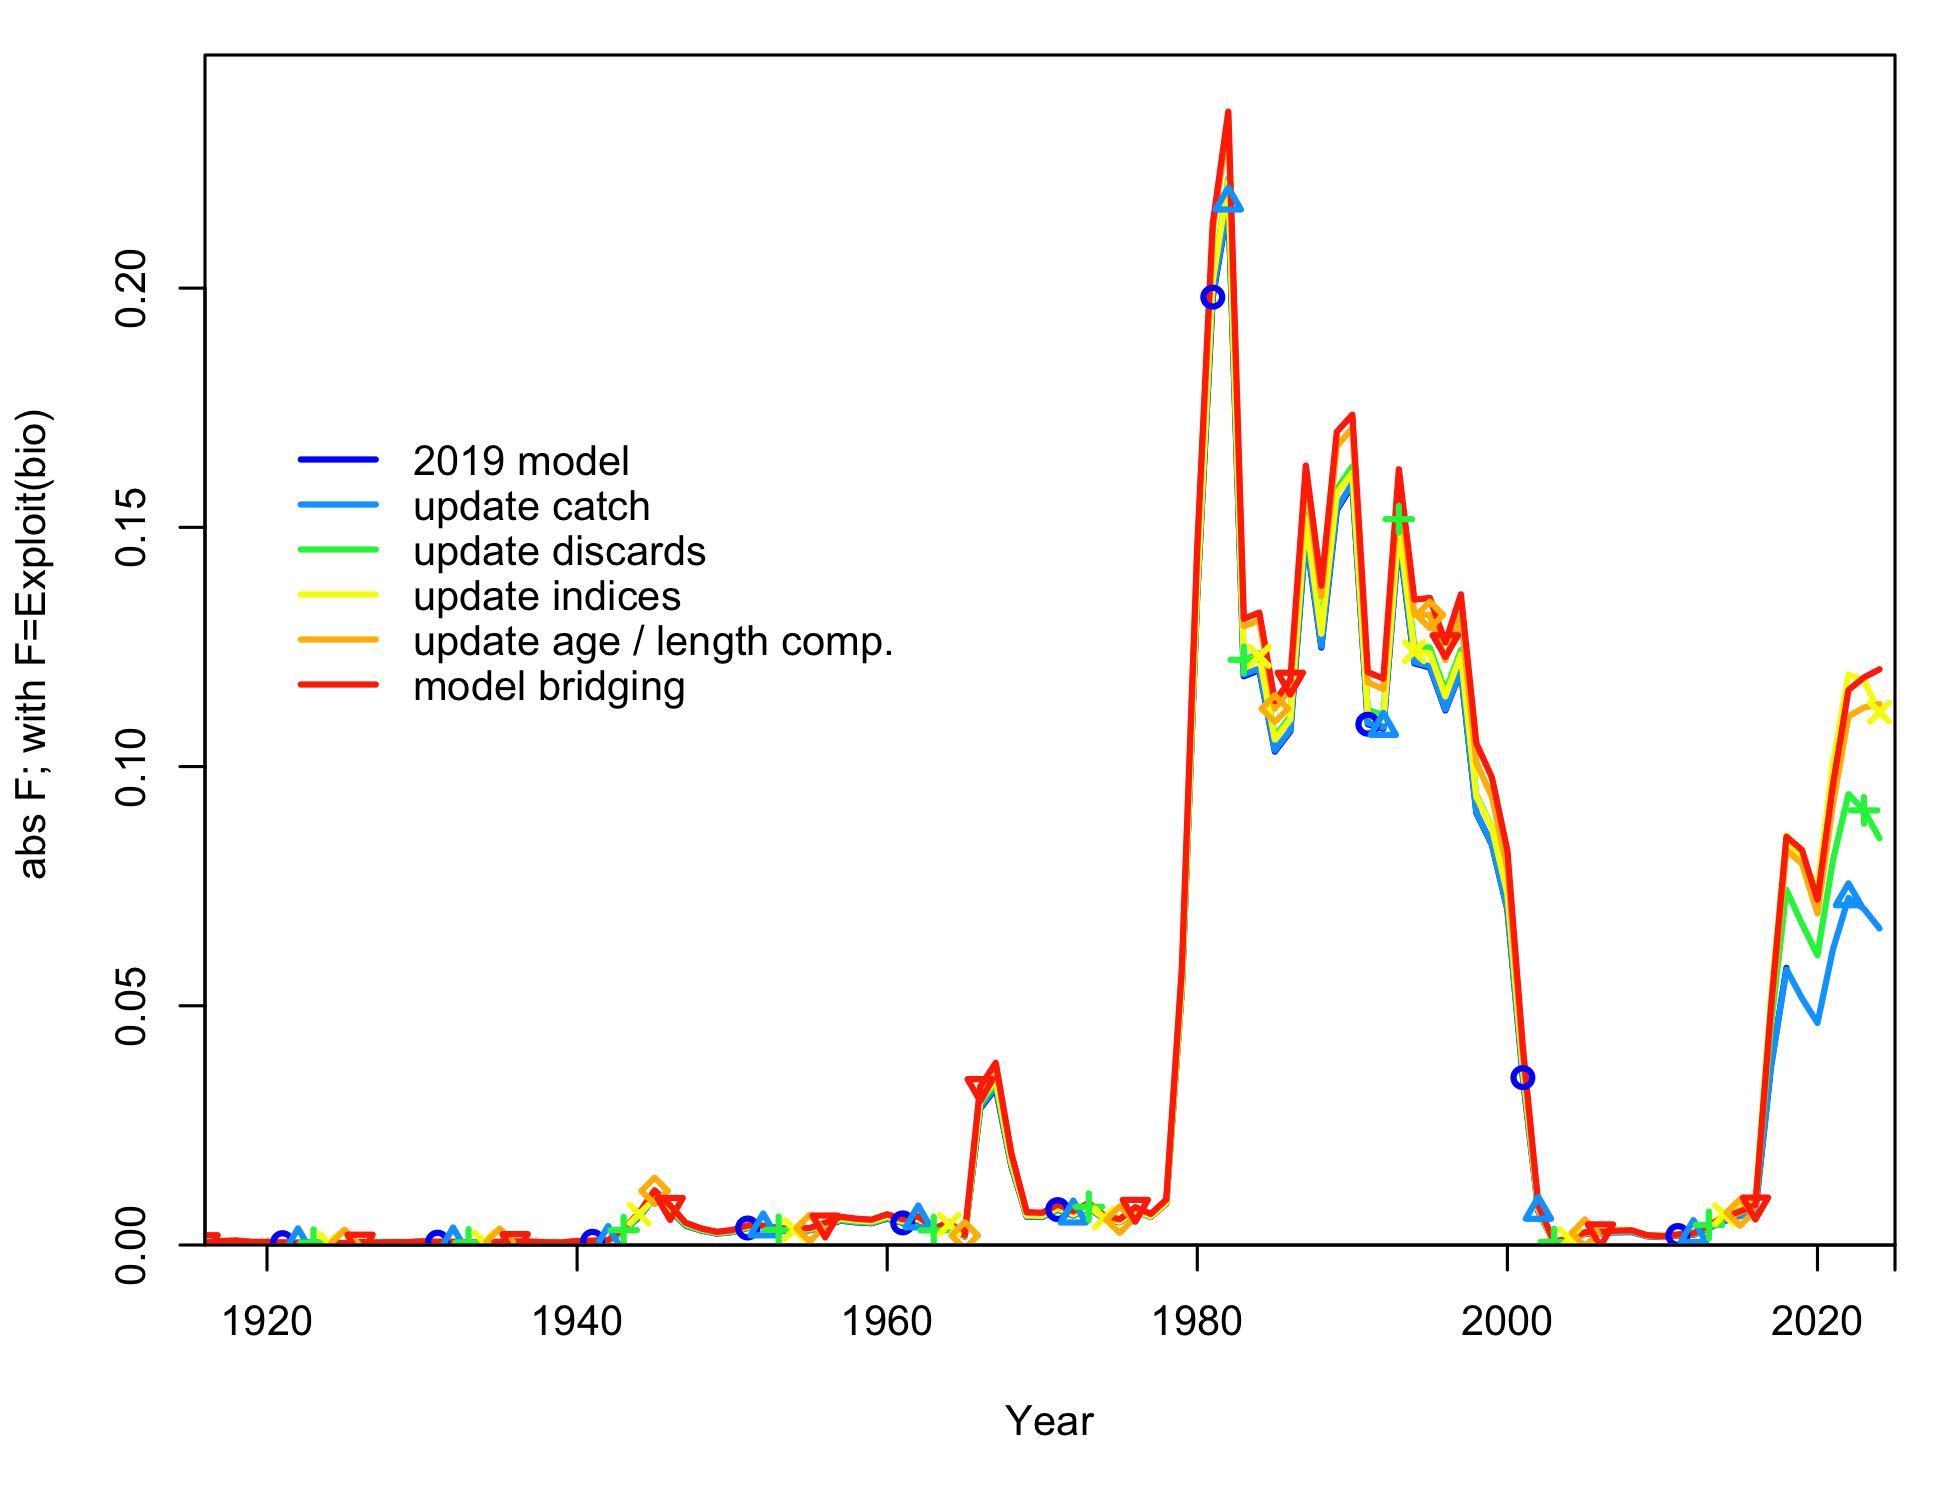 abs F; with F=Exploit(bio)
0.20
0.15
0.10
0.05
0.00
2019 model
update catch
update discards
update indices
update age / length comp.
model bridging
1920 1940 1960 1980 2000 2020
Year